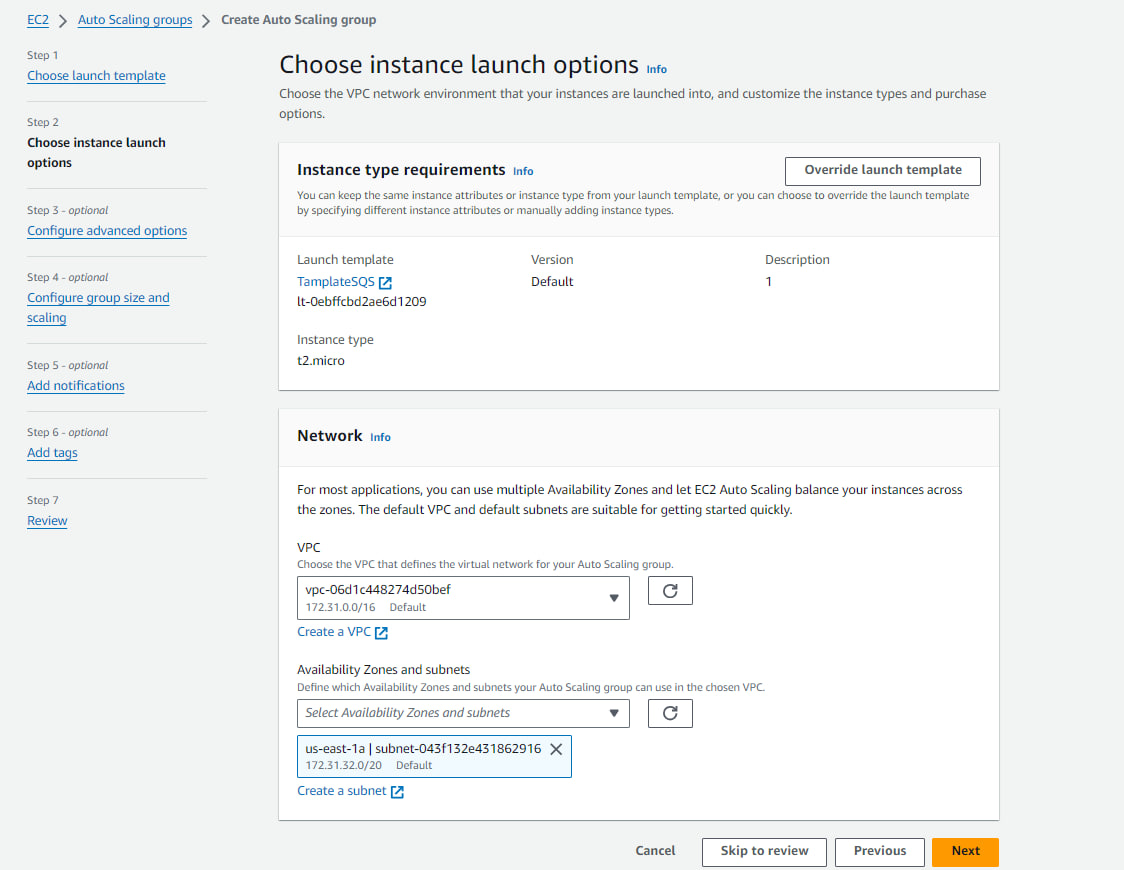 EC2 > Auto Scaling groups > Create Auto Scaling group
Step 1
Choose launch template
Step 2
Choose instance launch
options
Step 3 - optional
Configure advanced options
Step 4 - optional
Configure group size and
scaling
Step 5 - optional
Add notifications
Step 6 - optional
Add tags
Step 7
Review
Choose instance launch options Info
Choose the VPC network environment that your instances are launched into, and customize the instance types and purchase
options.
Instance type requirements Info
Override launch template
You can keep the same instance attributes or instance type from your launch template, or you can choose to override the launch template
by specifying different instance attributes or manually adding instance types.
Launch template
TamplateSQS
lt-0ebffcbd2ae6d1209
Version
Default
Description
1
Instance type
t2.micro
Network Info
For most applications, you can use multiple Availability Zones and let EC2 Auto Scaling balance your instances across
the zones. The default VPC and default subnets are suitable for getting started quickly.
VPC
Choose the VPC that defines the virtual network for your Auto Scaling group.
vpc-06d1c448274d50bef
172.31.0.0/16 Default
Create a VPC
Availability Zones and subnets
Define which Availability Zones and subnets your Auto Scaling group can use in the chosen VPC.
Select Availability Zones and subnets
us-east-1a | subnet-043f132e431862916
172.31.32.0/20 Default
Create a subnet
Cancel
Skip to review
Previous
Next